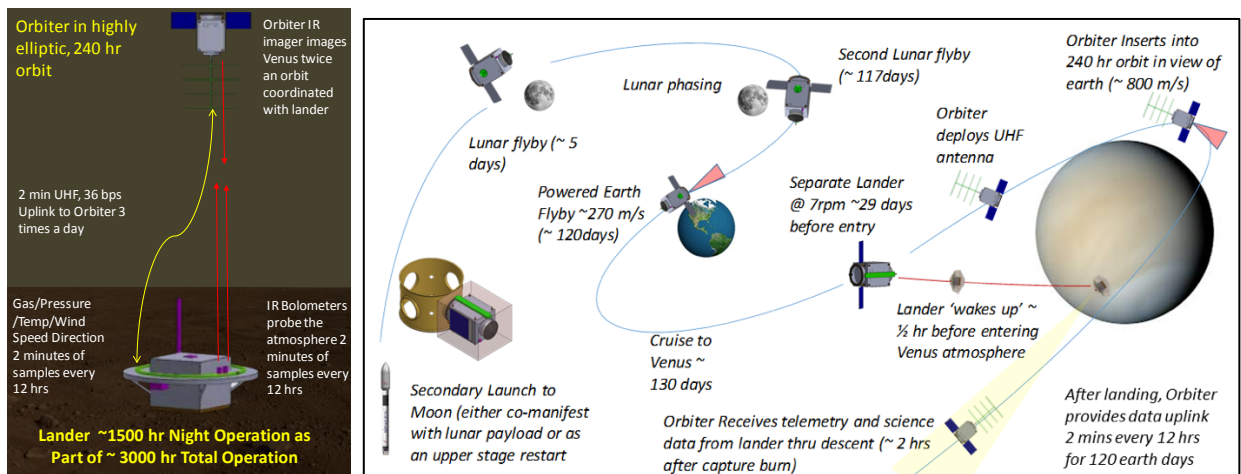 Orbiter in highly
elliptic, 240 hr
orbit
Orbiter IR
imager images
Venus twice
an orbit
coordinated
with lander
2 min UHF, 36 bps
Uplink to Orbiter 3
times a day
Gas/Pressure
/Temp/Wind
Speed Direction
2 minutes of
samples every
12 hrs
IR Bolometers
probe the
atmosphere 2
minutes of
samples every
12 hrs
Lander ~1500 hr Night Operation as
Part of ~ 3000 hr Total Operation
Lunar flyby (~ 5
days)
Lunar phasing
Second Lunar flyby
(~ 117days)
Orbiter Inserts into
240 hr orbit in view of
earth (~ 800 m/s)
Orbiter
deploys UHF
antenna
Powered Earth
Flyby ~270 m/s
(~ 120days)
Separate Lander
@ 7rpm ~29 days
before entry
Lander 'wakes up' ~
½ hr before entering
Venus atmosphere
Cruise to
Venus ~
130 days
Secondary Launch to
Moon (either co-manifest
with lunar payload or as
an upper stage restart
Orbiter Receives telemetry and science
data from lander thru descent (~ 2 hrs
after capture burn)
After landing, Orbiter
provides data uplink
2 mins every 12 hrs
for 120 earth days